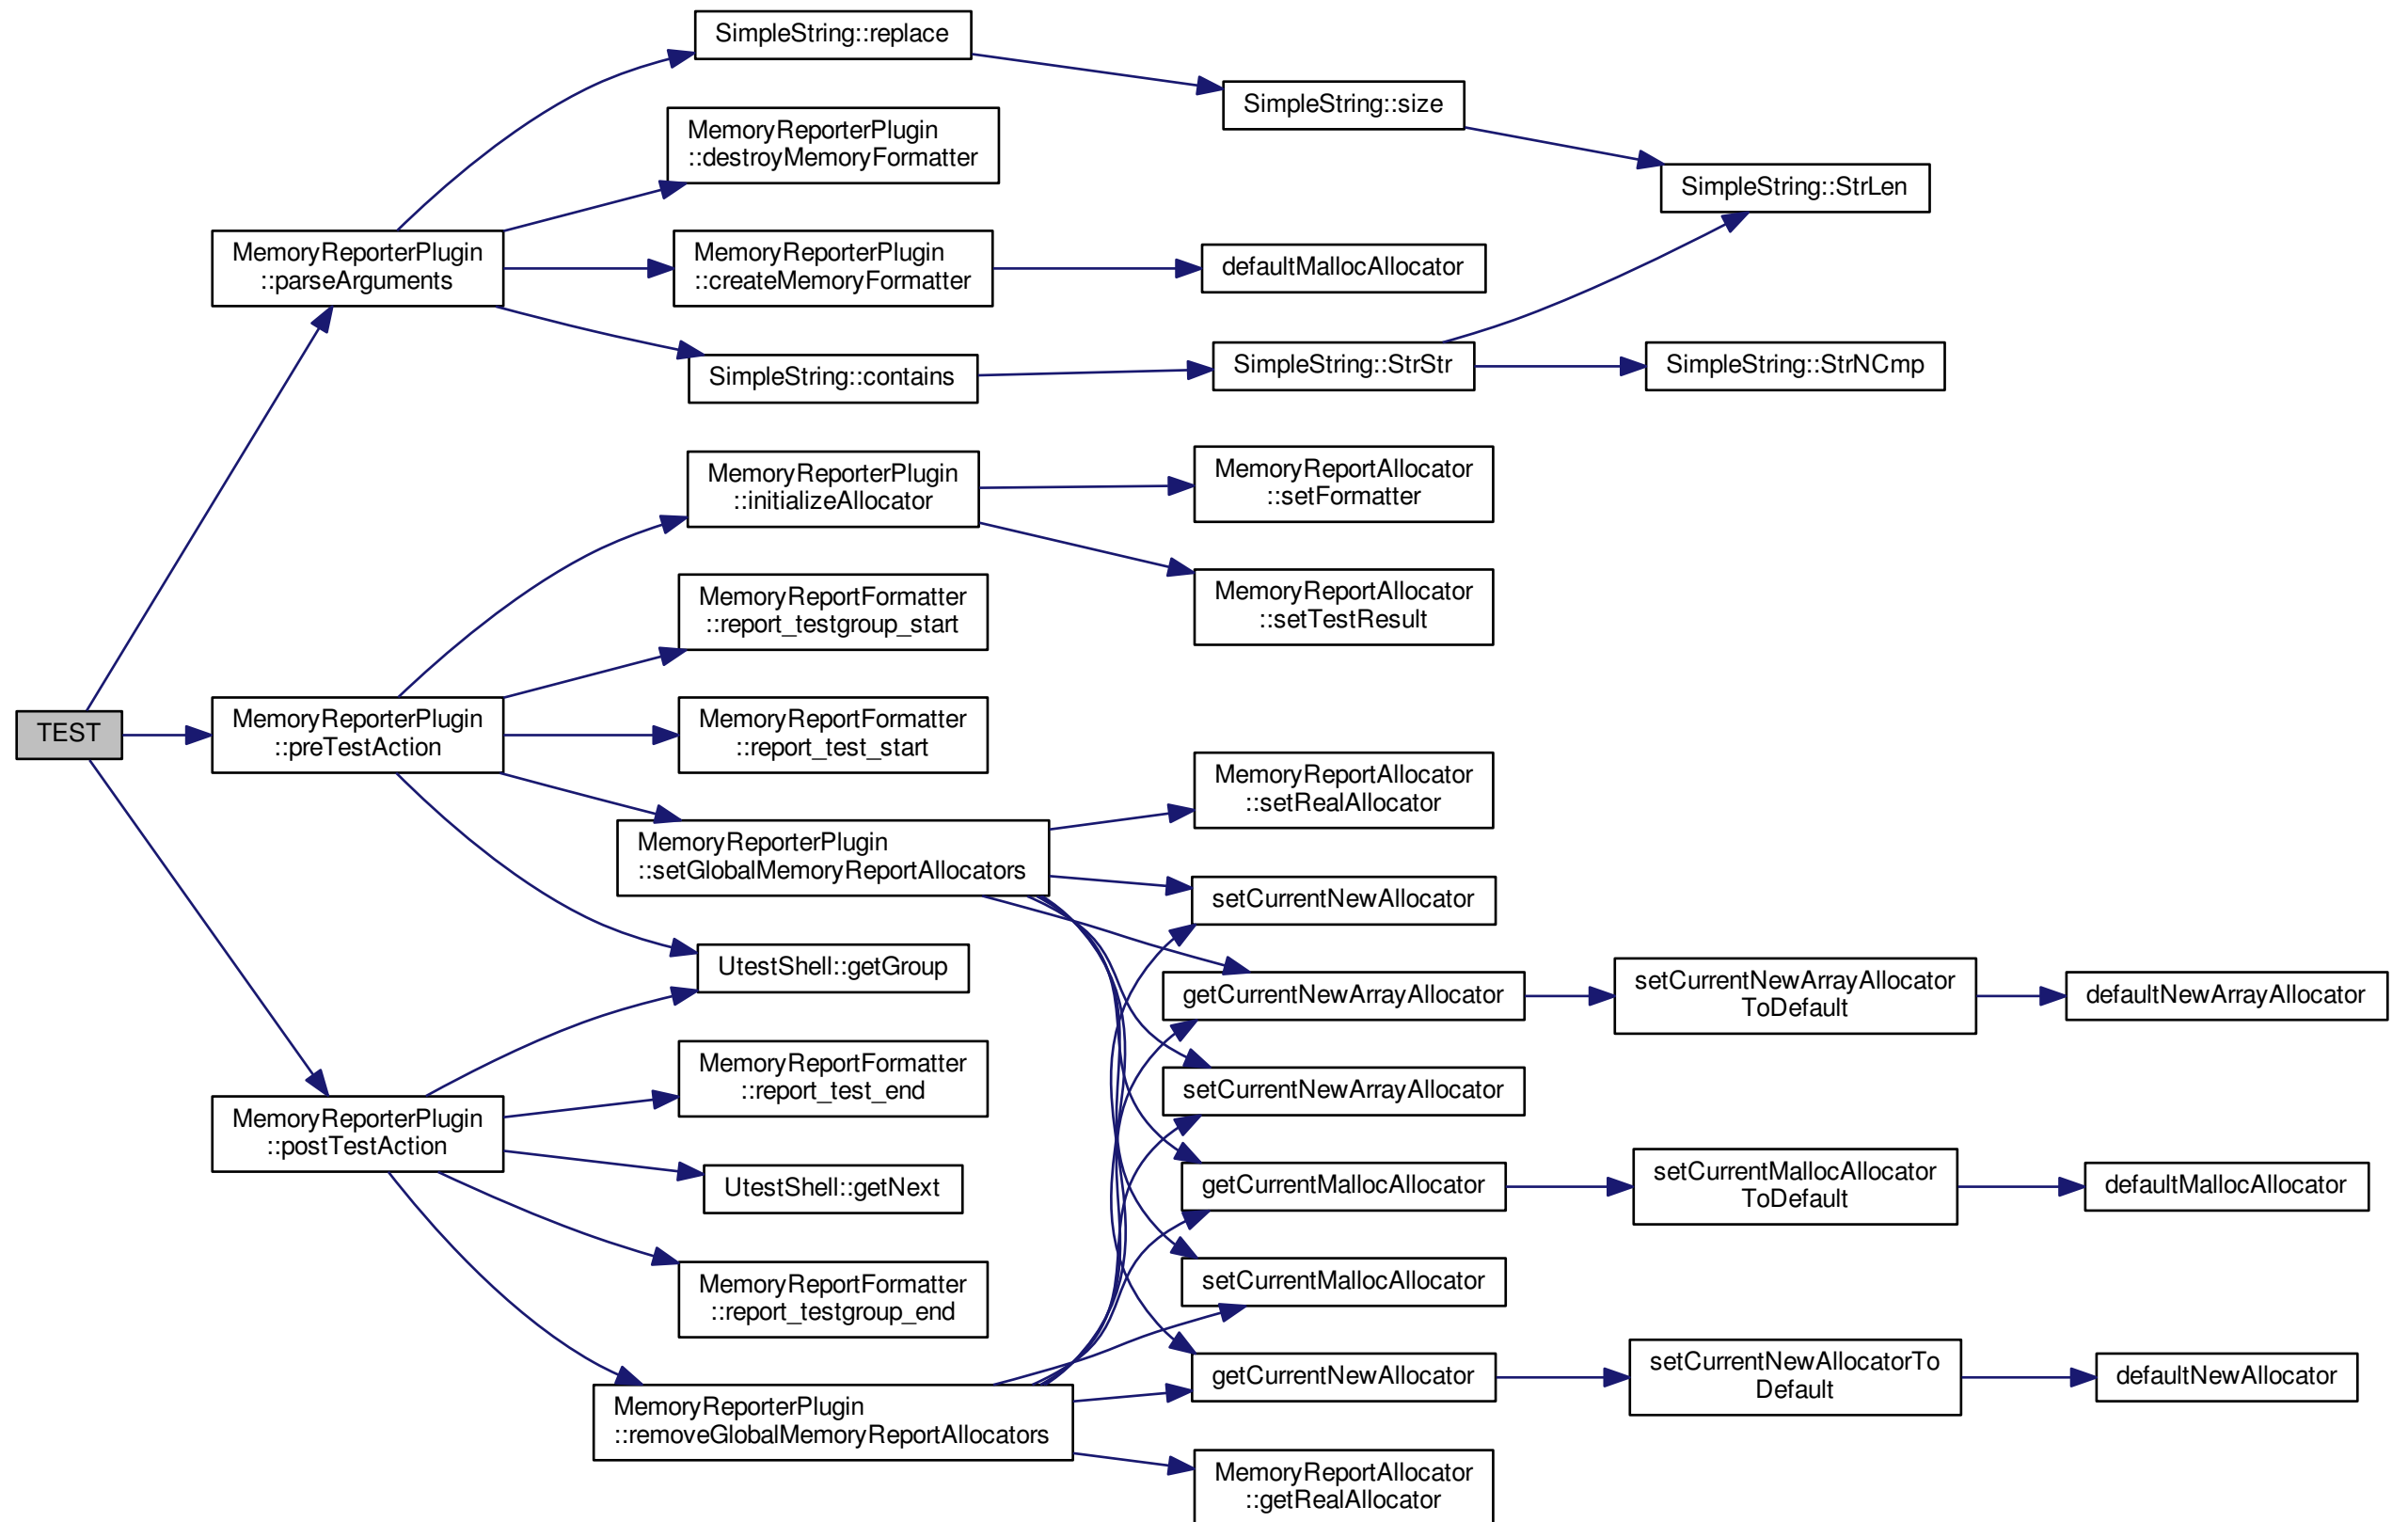 SimpleString::replace
SimpleString::size
MemoryReporterPlugin
::destroyMemoryFormatter
SimpleString::StrLen
MemoryReporterPlugin
::parseArguments
MemoryReporterPlugin
::createMemoryFormatter
defaultMallocAllocator
SimpleString::contains
SimpleString::StrStr
SimpleString::StrNCmp
MemoryReporterPlugin
::initializeAllocator
MemoryReportAllocator
::setFormatter
MemoryReportFormatter
::report_testgroup_start
MemoryReportAllocator
::setTestResult
TEST
MemoryReporterPlugin
::preTestAction
MemoryReportFormatter
::report_test_start
MemoryReportAllocator
::setRealAllocator
MemoryReporterPlugin
::setGlobalMemoryReportAllocators
setCurrentNewAllocator
UtestShell::getGroup
getCurrentNewArrayAllocator
setCurrentNewArrayAllocator
ToDefault
defaultNewArrayAllocator
MemoryReportFormatter
::report_test_end
setCurrentNewArrayAllocator
MemoryReporterPlugin
::postTestAction
UtestShell::getNext
getCurrentMallocAllocator
setCurrentMallocAllocator
ToDefault
defaultMallocAllocator
MemoryReportFormatter
::report_testgroup_end
setCurrentMallocAllocator
MemoryReporterPlugin
::removeGlobalMemoryReportAllocators
getCurrentNewAllocator
setCurrentNewAllocatorTo
Default
defaultNewAllocator
MemoryReportAllocator
::getRealAllocator